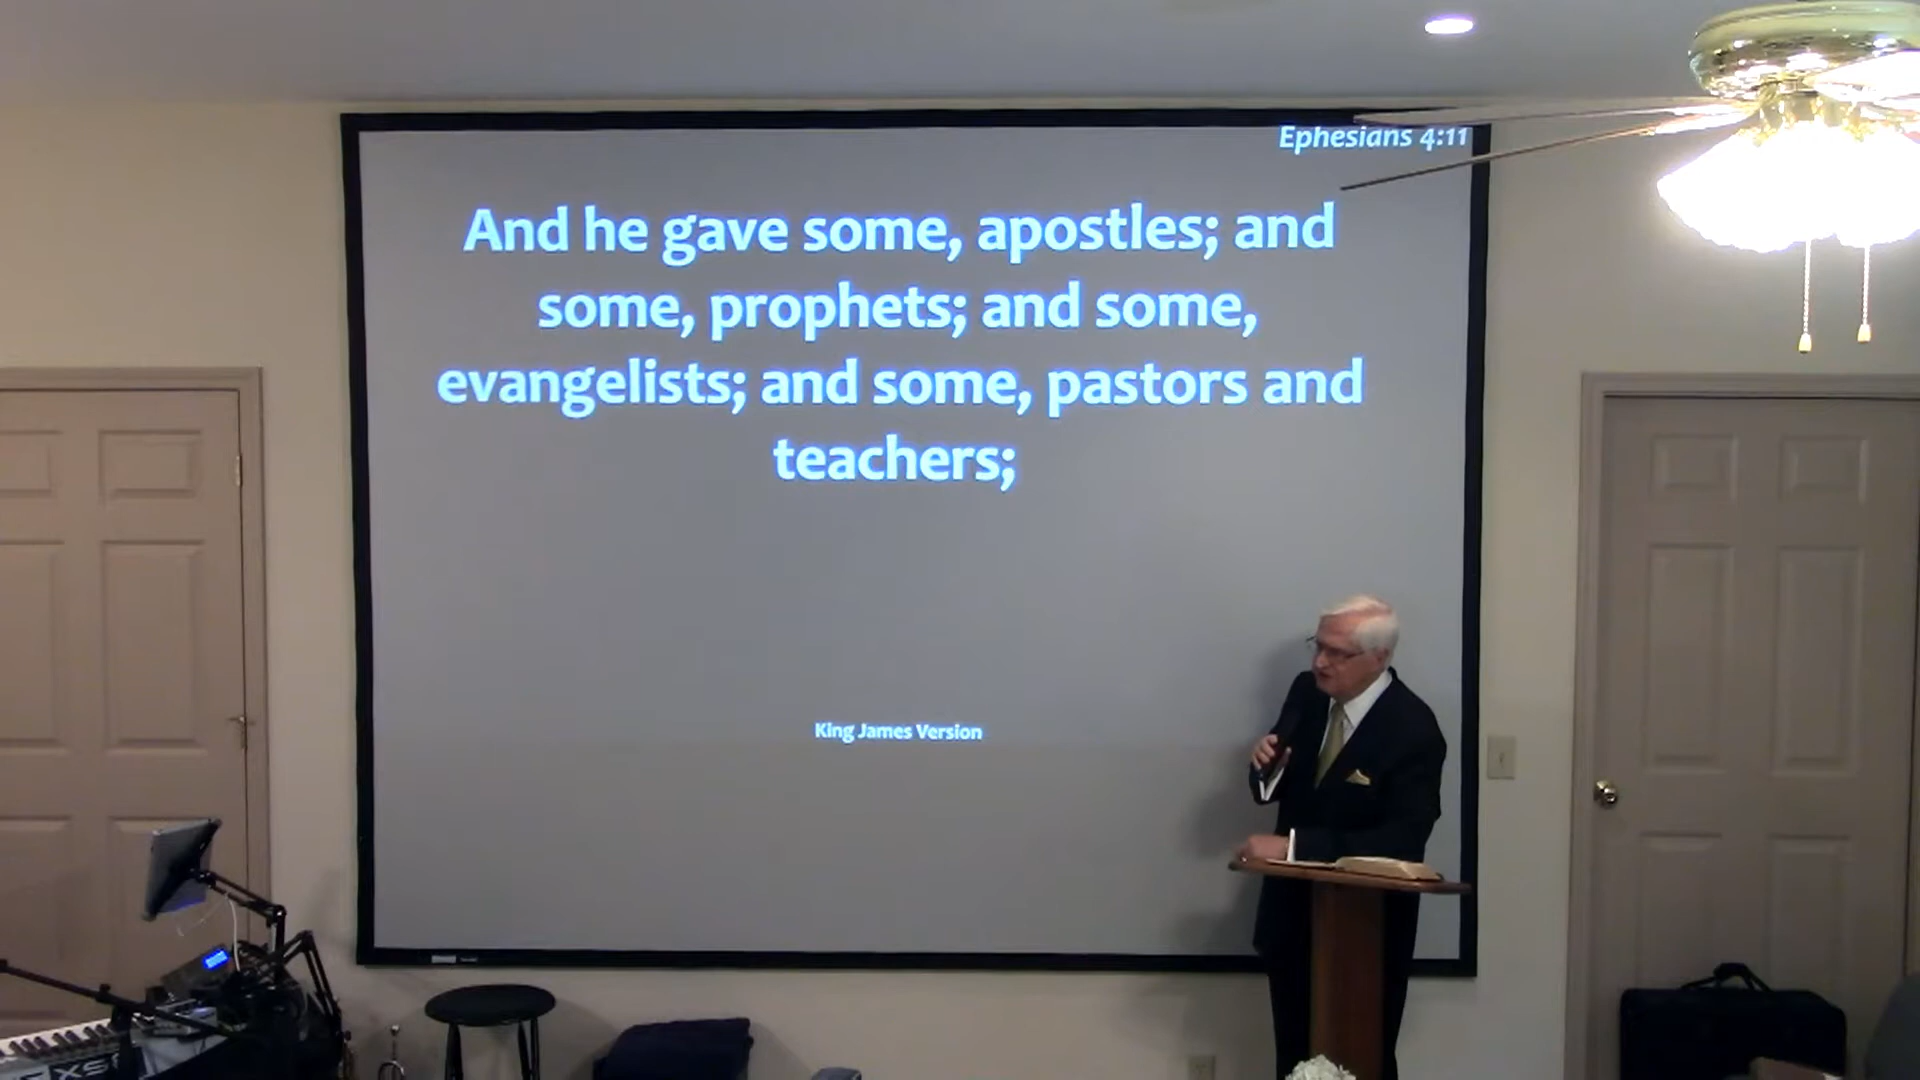 Ephesians 4:11
And he gave some, apostles; and
some, prophets; and some,
evangelists; and some, pastors and
teachers;
King James Version